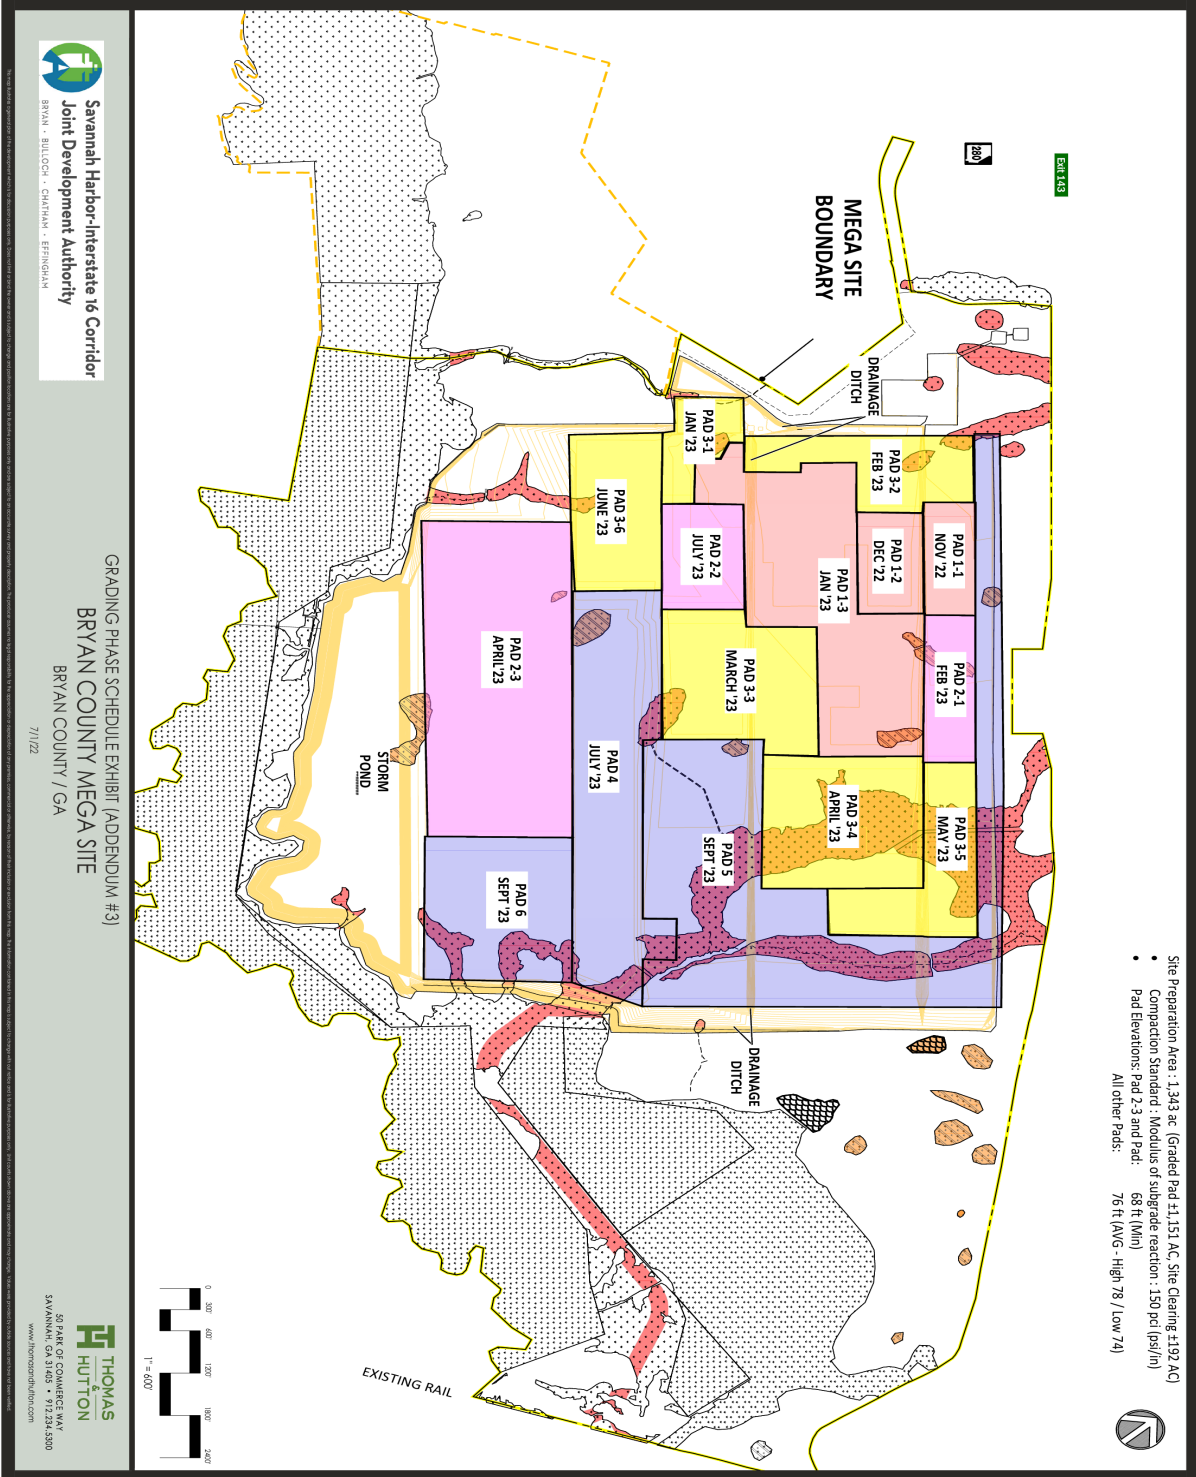 Site Preparation Area : 1,343 ac (Graded Pad ±1,151 AC, Site Clearing ±192 AC)
• Compaction Standard : Modulus of subgrade reaction : 150 pci (psi/in)
• Pad Elevations: Pad 2-3 and Pad: 68 ft (Min)
All other Pads: 76 ft (AVG - High 78 / Low 74)
Exit 143
280
MEGA SITE
BOUNDARY
DRAINAGE
DITCH
PAD 3-1
JAN '23
PAD 3-2
FEB '23
PAD 1-1
NOV '22
PAD 1-2
DEC '22
PAD 1-3
JAN '23
PAD 2-1
FEB '23
PAD 2-2
JULY '23
PAD 3-6
JUNE '23
PAD 3-3
MARCH '23
PAD 2-3
APRIL'23
PAD 4
JULY '23
PAD 3-4
APRIL '23
PAD 3-5
MAY '23
PAD 5
SEPT '23
PAD 6
SEPT '23
STORM
POND
DRAINAGE
DITCH
EXISTING RAIL
0 300' 600' 1200' 1800' 2400'
1" = 600'
Savannah Harbor-Interstate 16 Corridor
Joint Development Authority
BRYAN • BULLOCH • CHATHAM • EFFINGHAM
GRADING PHASE SCHEDULE EXHIBIT (ADDENDUM #3)
BRYAN COUNTY MEGA SITE
BRYAN COUNTY / GA
7/1/22
THOMAS
&
HUTTON
50 PARK OF COMMERCE WAY
SAVANNAH, GA 31405 • 912.234.5300
www.thomasandhutton.com